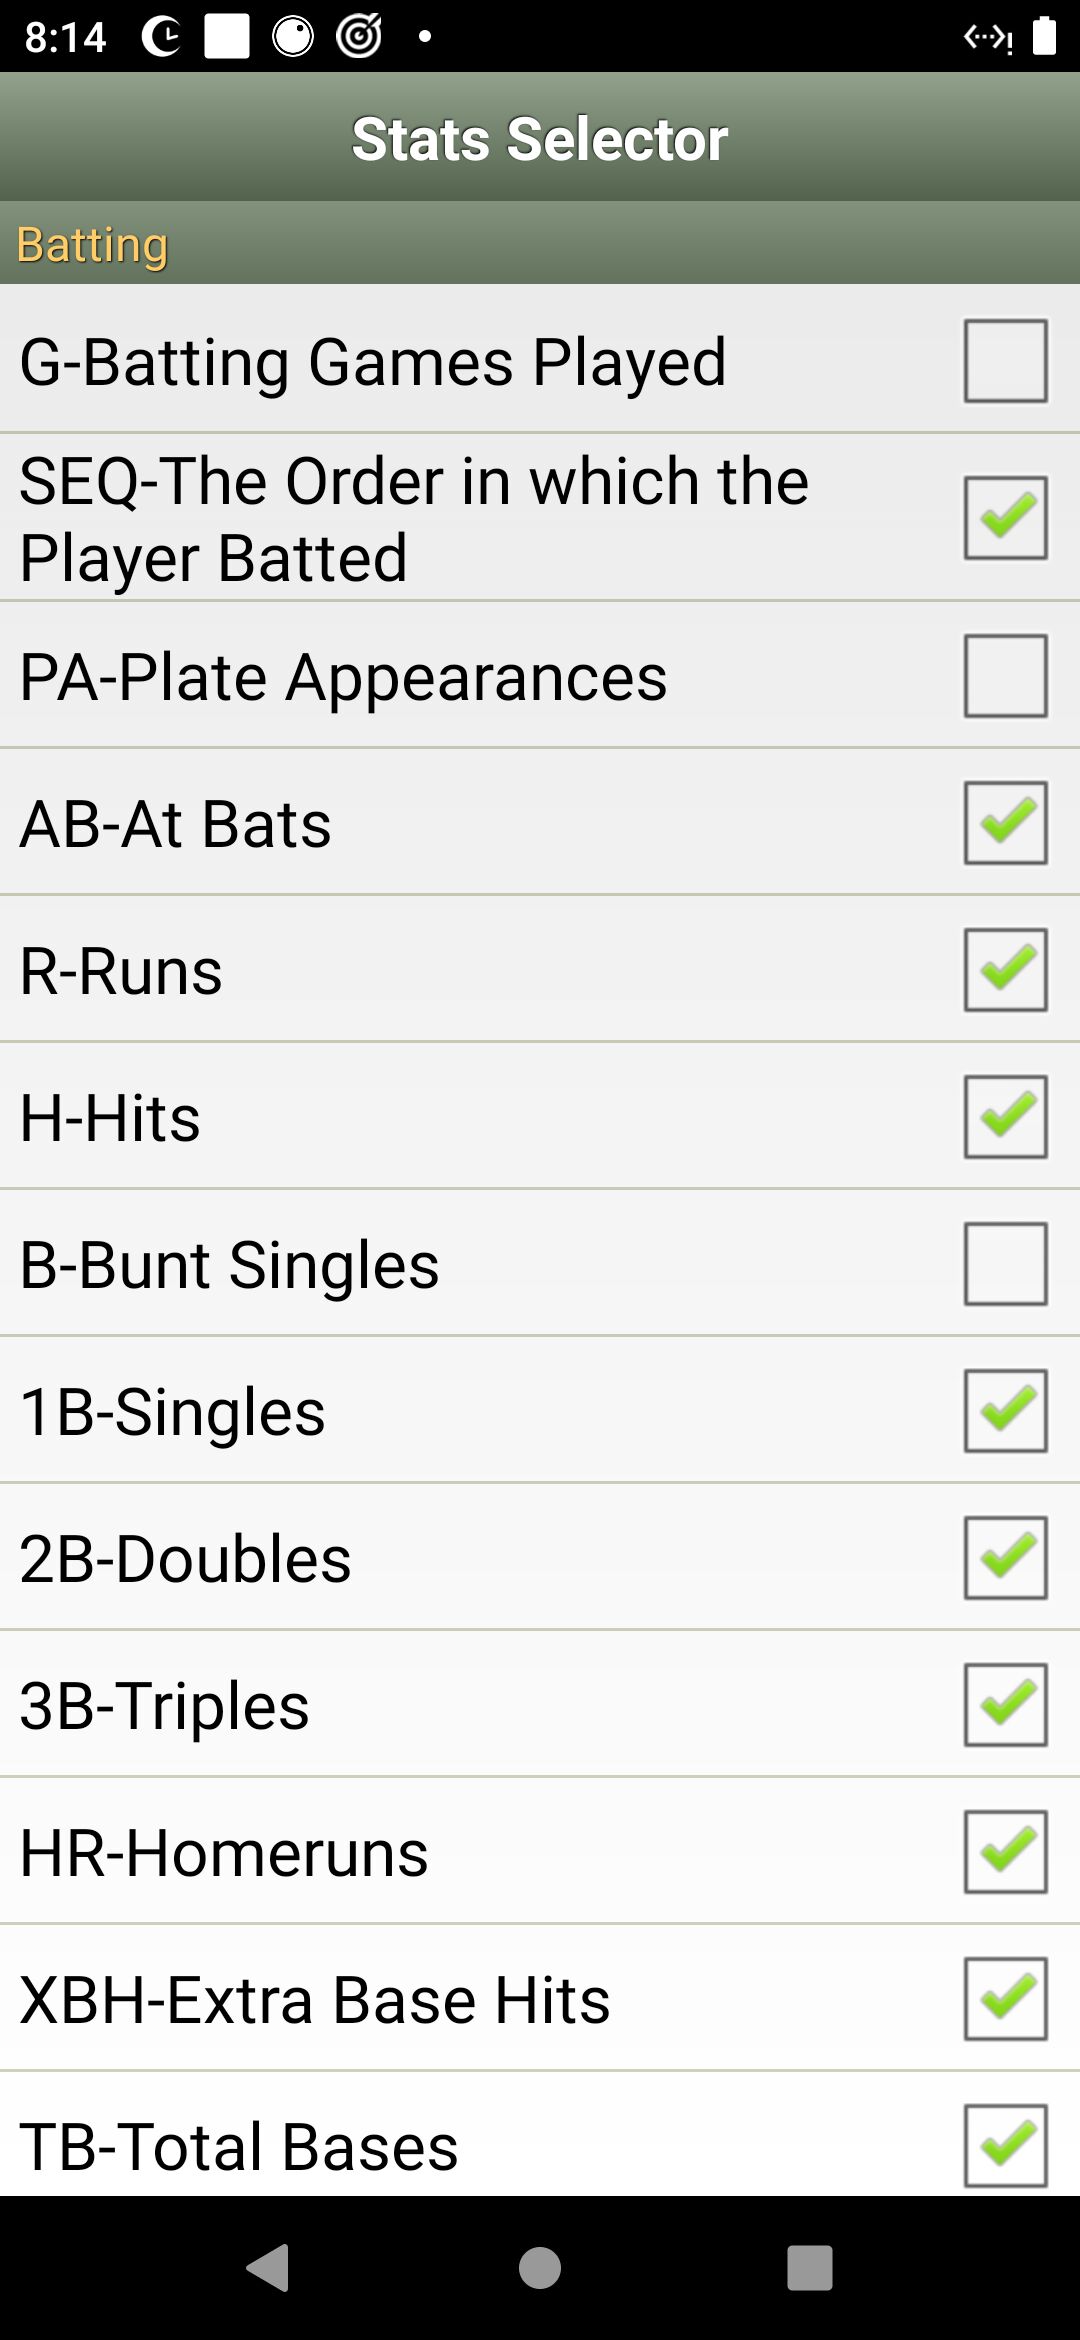 8:14
Stats Selector
Batting
G-Batting Games Played
SEQ-The Order in which the
Player Batted
PA-Plate Appearances
AB-At Bats
R-Runs
H-Hits
B-Bunt Singles
1B-Singles
2B-Doubles
3B-Triples
HR-Homeruns
XBH-Extra Base Hits
TB-Total Bases